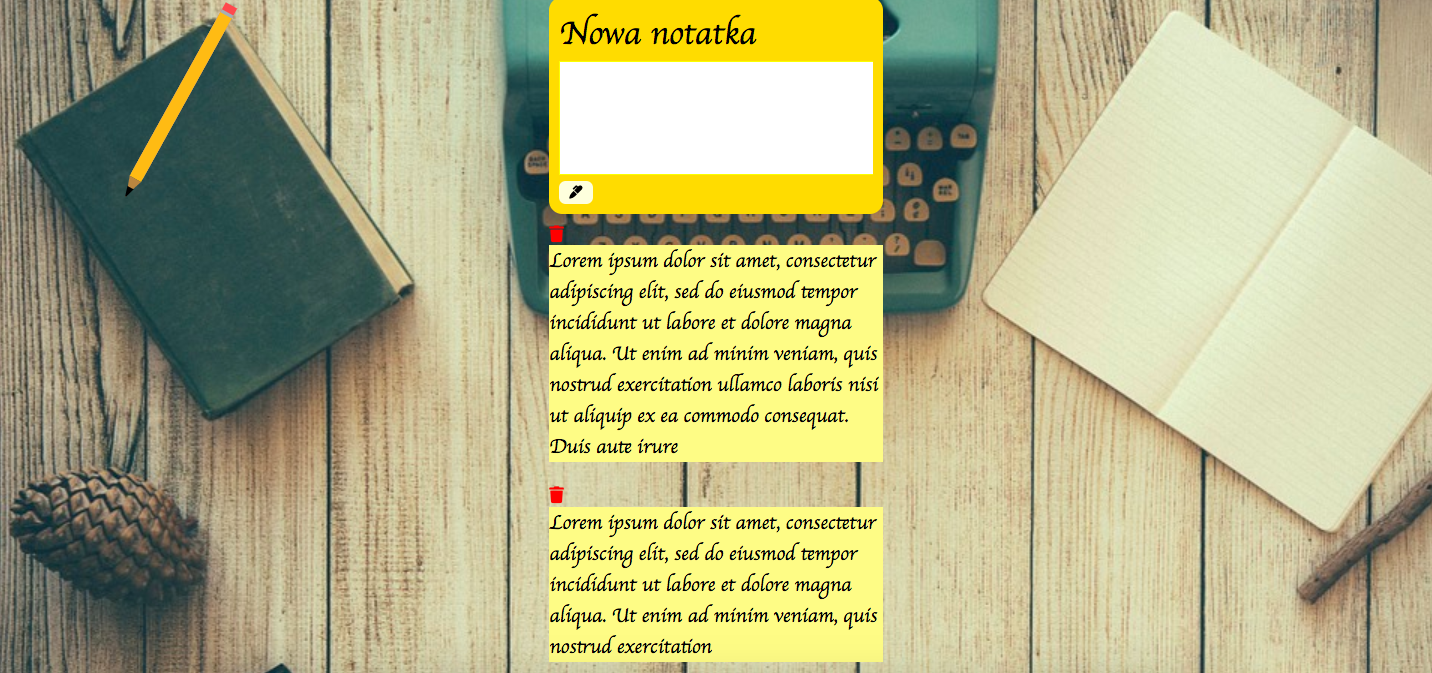 Nowa notatka
Lorem ipsum dolor sit amet, consectetur
adipiscing elit, sed do eiusmod tempor
incididunt ut labore et dolore magna
aliqua. Ut enim ad minim veniam, quis
nostrud exercitation ullamco laboris nisi
ut aliquip ex ea commodo consequat.
Duis aute irure
Lorem ipsum dolor sit amet, consectetur
adipiscing elit, sed do eiusmod tempor
incididunt ut labore et dolore magna
aliqua. Ut enim ad minim veniam, quis
nostrud exercitation